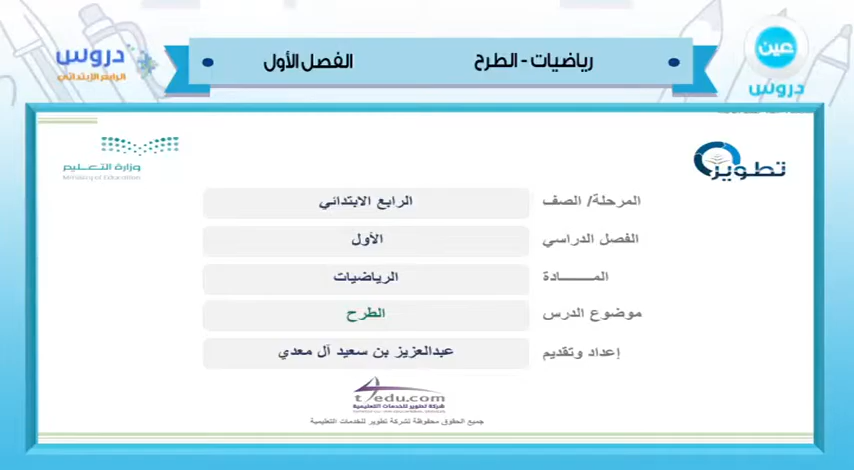 رياضيات - الطرح
الفصل الأول
عين
دروس
دروس
الرابع الإبتدائي
تطوير
وزارة التعليم
Ministry of Education
المرحلة/ الصف
الرابع الابتدائي
الفصل الدراسي
الأول
المــــــــادة
الرياضيات
موضوع الدرس
الطرح
إعداد وتقديم
عبدالعزيز بن سعيد آل معدي
t4edu.com
شركة تطوير للخدمات التعليمية
جميع الحقوق محفوظة لشركة تطوير للخدمات التعليمية